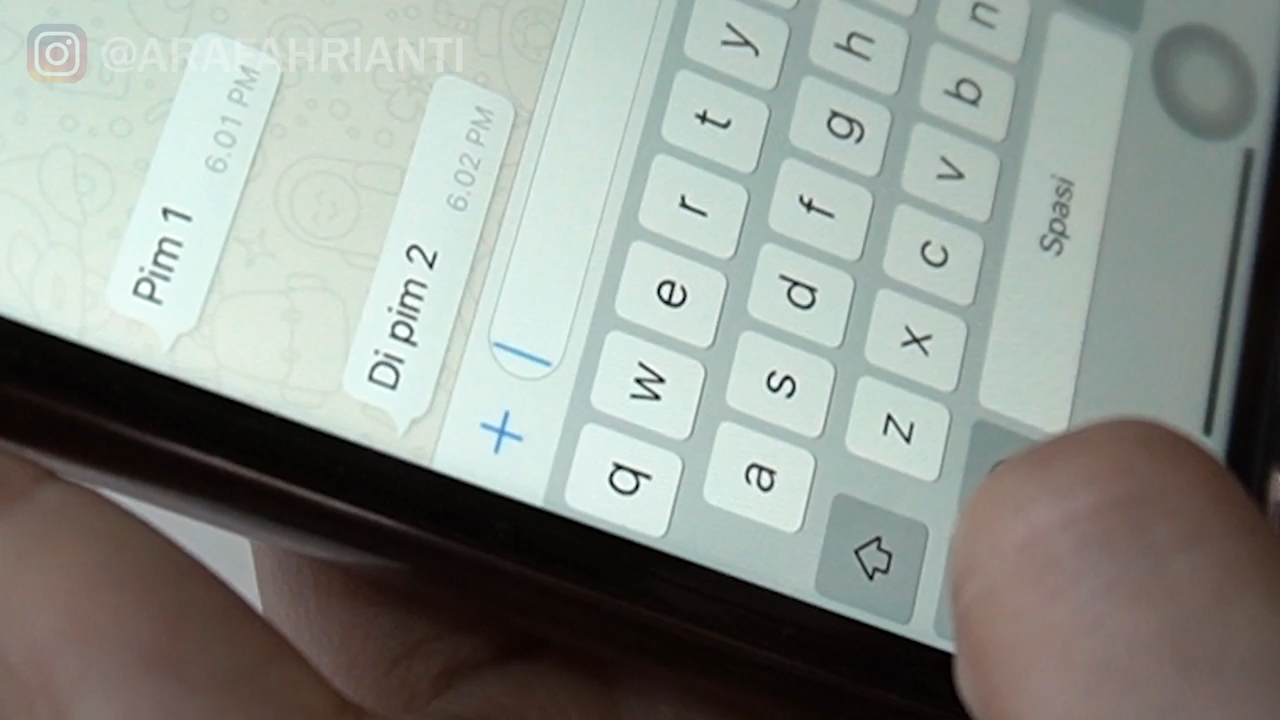 @ARAFAHRIANTI
Pim 1
6.01 PM
Di pim 2
6.02 PM
+
q w e r t y
a s d f g h
z x c v b n
Spasi